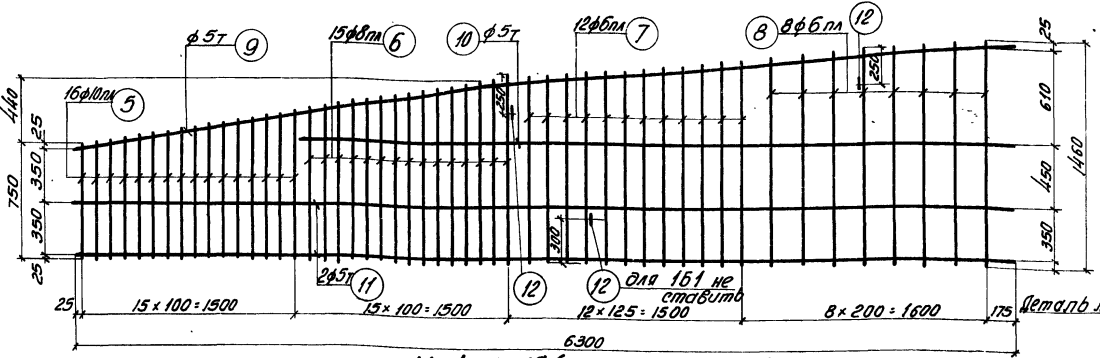 ф5т 9
15ф8пл 6
10 ф5т
12ф6пл 7
8 8ф6пл
12
16ф10пл 5
440
25
350
350
25
750
250
250
300
25
610
450
350
1460
2ф5т 11
12
12
для 1Б1 не
ставить
25
15×100=1500
15×100=1500
12×125=1500
8×200=1600
175
Деталь
6300